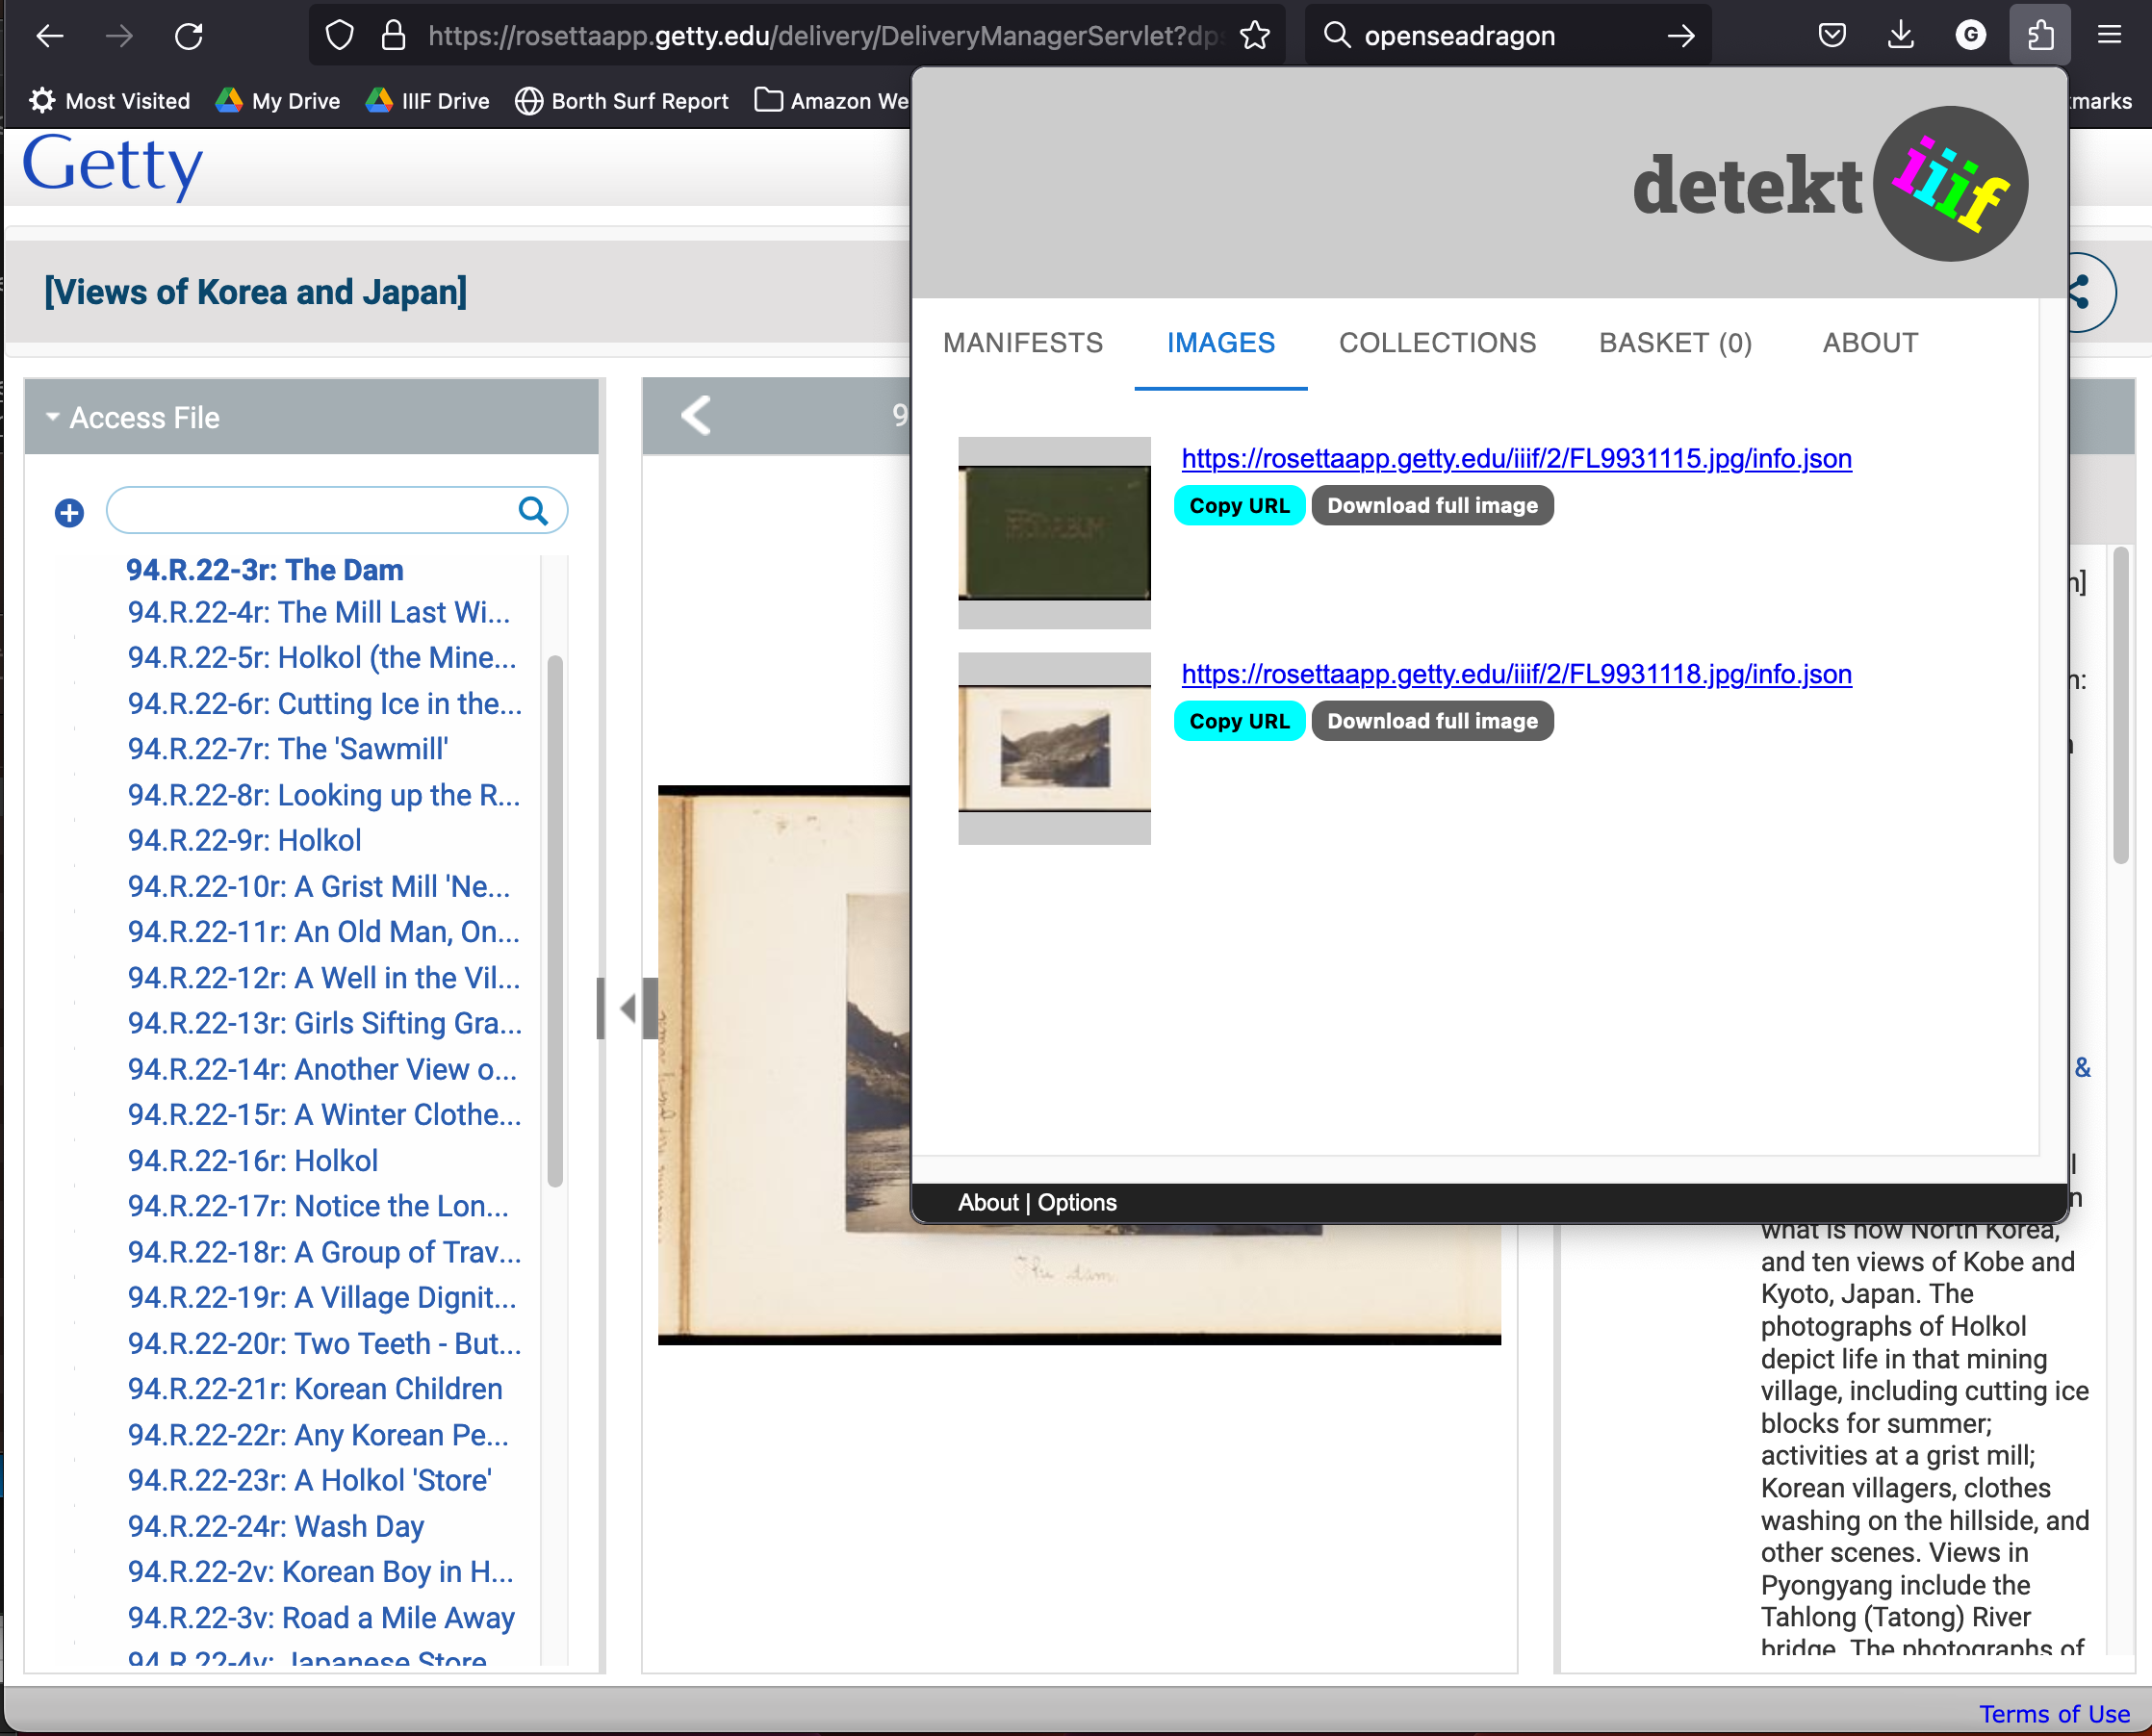 https://rosettaapp.getty.edu/delivery/DeliveryManagerServlet?dps
openseadragon
G
Most Visited
My Drive
IIIF Drive
Borth Surf Report
Amazon We
kmarks
Getty
[Views of Korea and Japan]
Access File
94.R.22-3r: The Dam
94.R.22-4r: The Mill Last Wi...
94.R.22-5r: Holkol (the Mine...
94.R.22-6r: Cutting Ice in the...
94.R.22-7r: The 'Sawmill'
94.R.22-8r: Looking up the R...
94.R.22-9r: Holkol
94.R.22-10r: A Grist Mill 'Ne...
94.R.22-11r: An Old Man, On...
94.R.22-12r: A Well in the Vil...
94.R.22-13r: Girls Sifting Gra...
94.R.22-14r: Another View o...
94.R.22-15r: A Winter Clothe...
94.R.22-16r: Holkol
94.R.22-17r: Notice the Lon...
94.R.22-18r: A Group of Trav...
94.R.22-19r: A Village Dignit...
94.R.22-20r: Two Teeth - But...
94.R.22-21r: Korean Children
94.R.22-22r: Any Korean Pe...
94.R.22-23r: A Holkol 'Store'
94.R.22-24r: Wash Day
94.R.22-2v: Korean Boy in H...
94.R.22-3v: Road a Mile Away
94.R.22-4v: Japanese Store
9
The dam
detekt iiif
MANIFESTS
IMAGES
COLLECTIONS
BASKET (0)
ABOUT
https://rosettaapp.getty.edu/iiif/2/FL9931115.jpg/info.json
Copy URL
Download full image
https://rosettaapp.getty.edu/iiif/2/FL9931118.jpg/info.json
Copy URL
Download full image
About | Options
n]
n:
&
what is now North Korea,
and ten views of Kobe and
Kyoto, Japan. The
photographs of Holkol
depict life in that mining
village, including cutting ice
blocks for summer;
activities at a grist mill;
Korean villagers, clothes
washing on the hillside, and
other scenes. Views in
Pyongyang include the
Tahlong (Tatong) River
bridge. The photographs of
Terms of Use